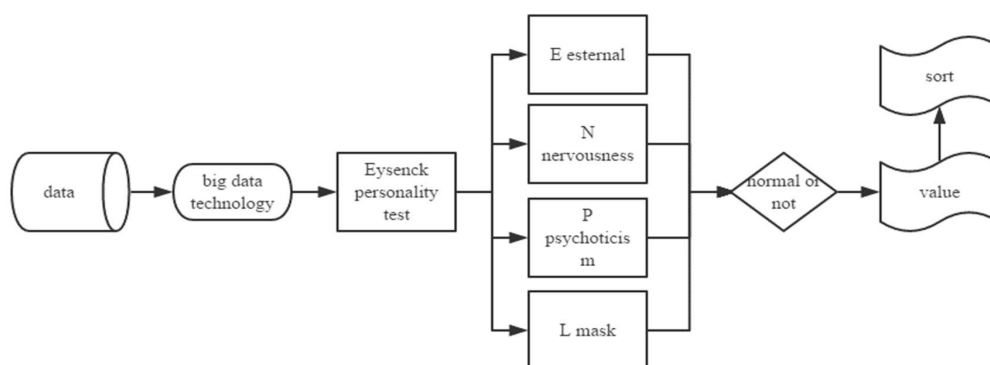 data
big data
technology
Eysenck
personality
test
E esternal
N
nervousness
P
psychoticis
m
L mask
normal or
not
value
sort